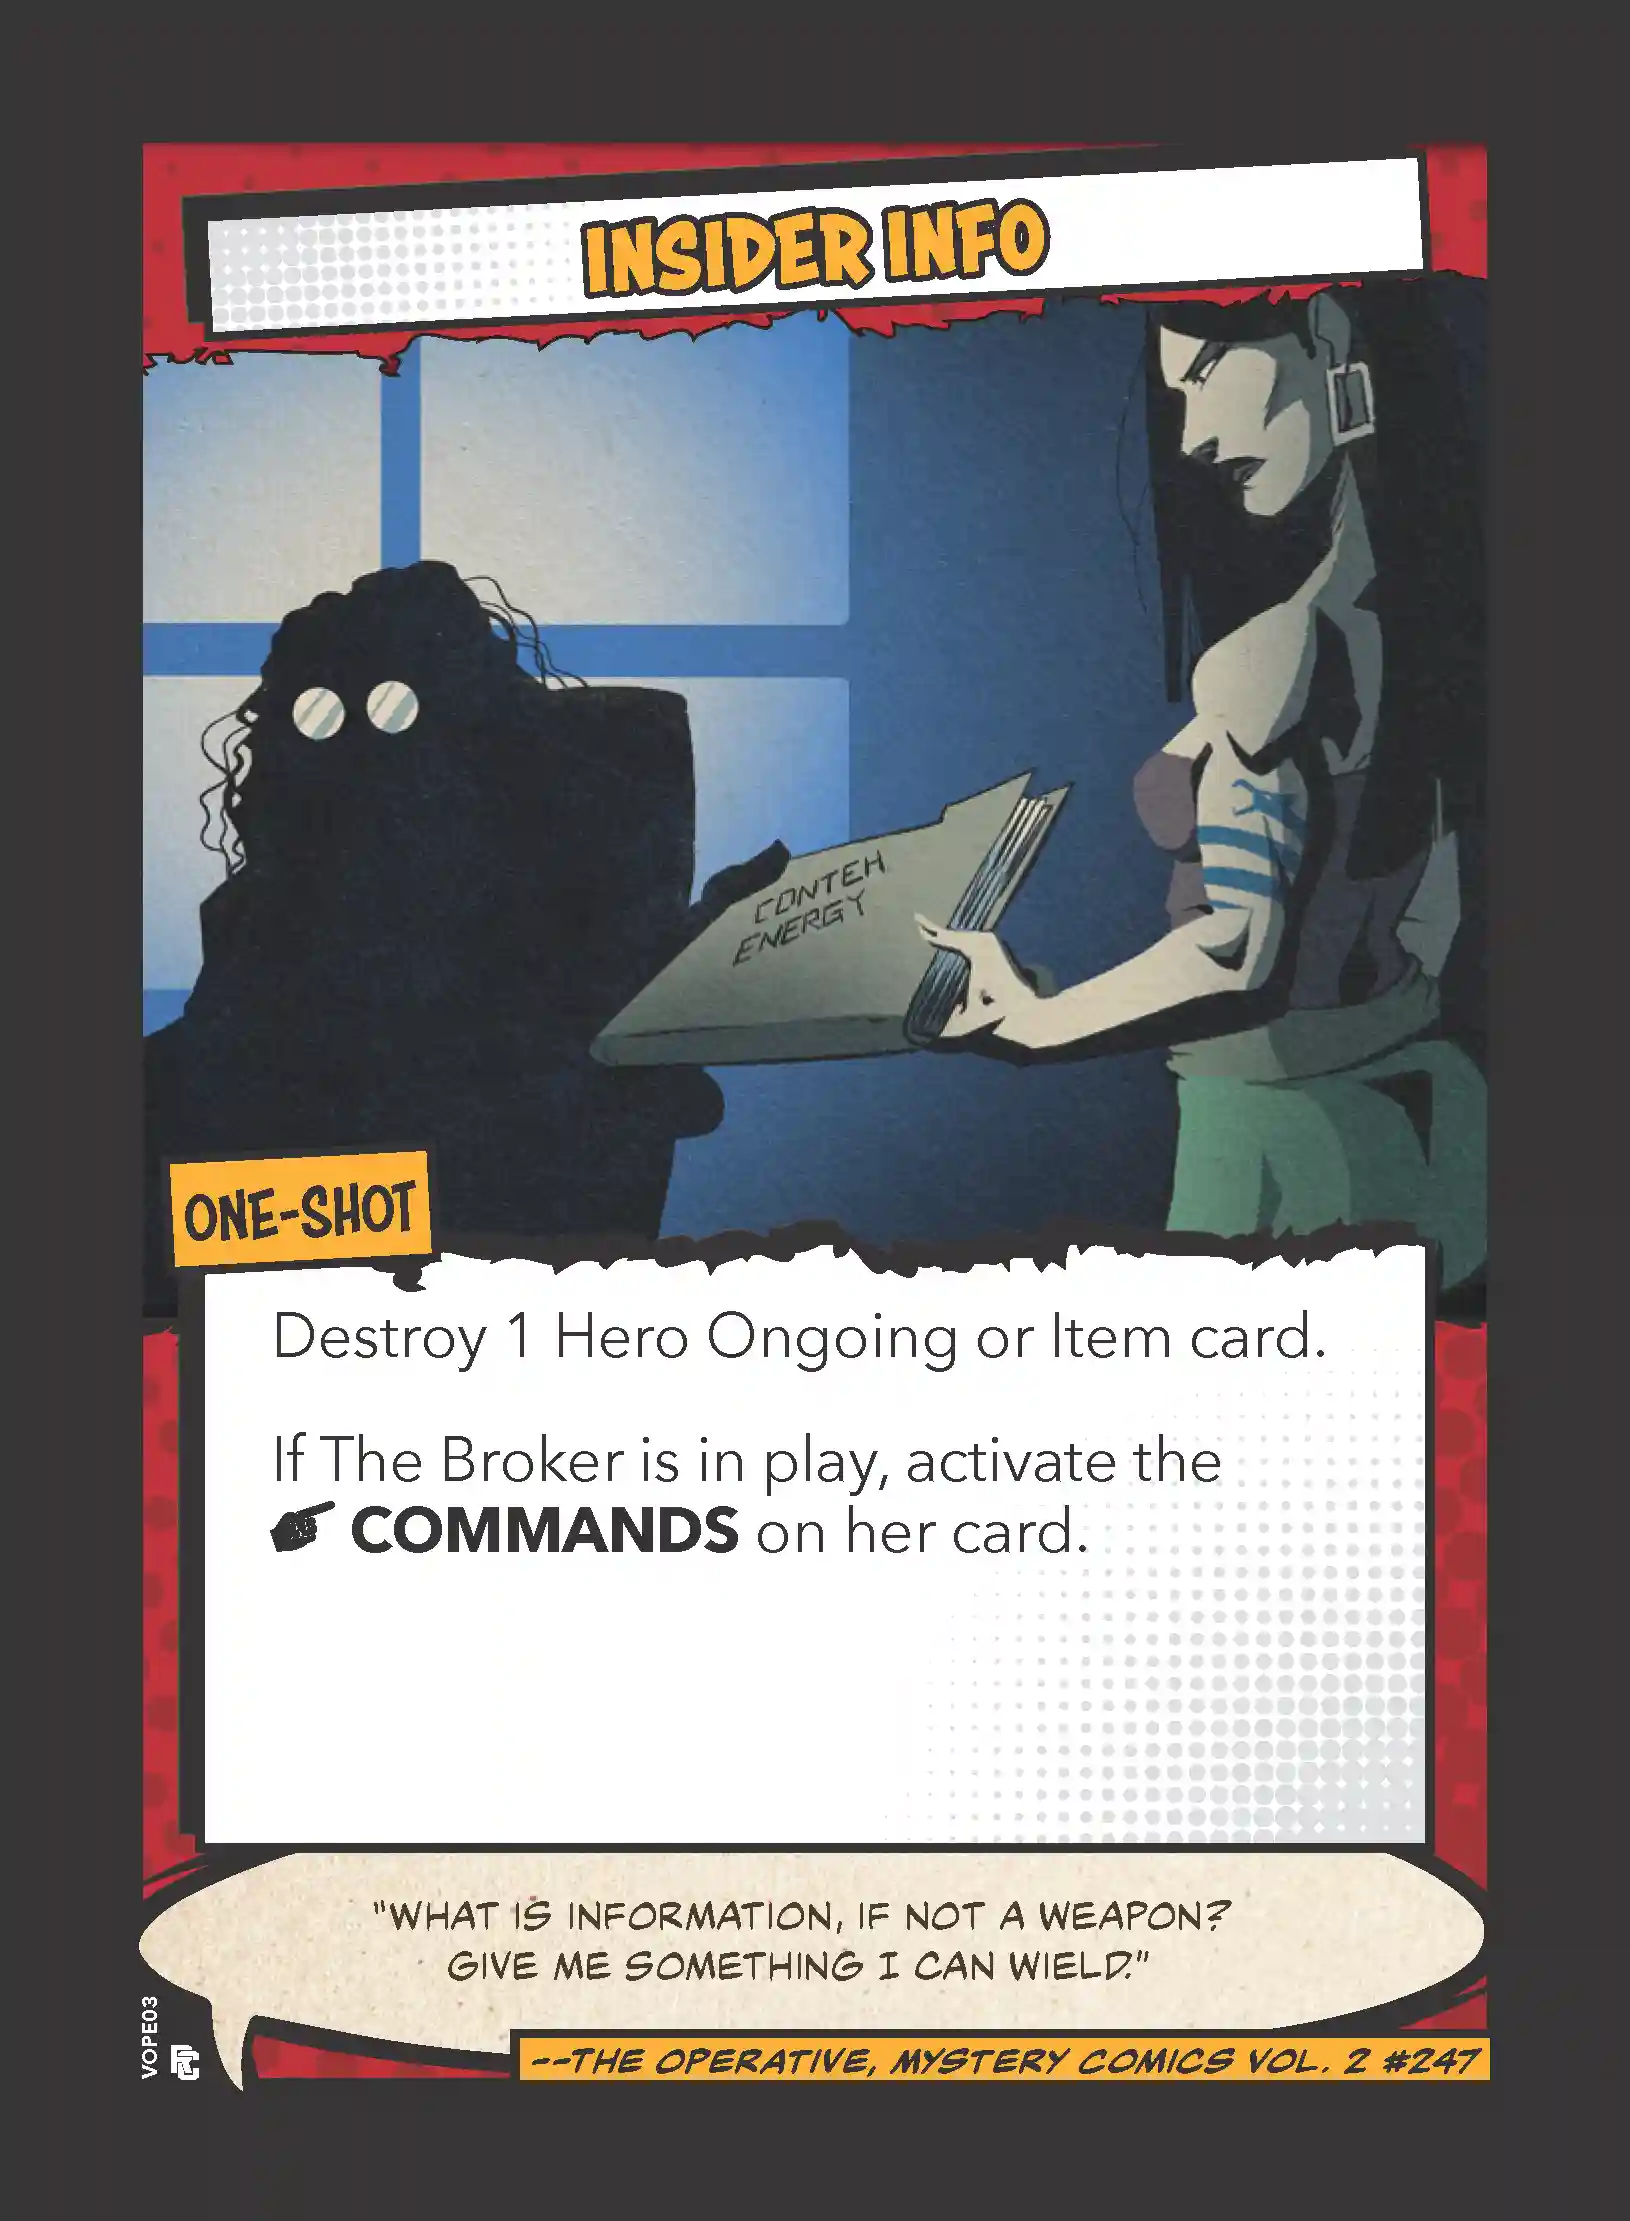 INSIDER INFO
CONTEH
ENERGY
ONE-SHOT
Destroy 1 Hero Ongoing or Item card.
If The Broker is in play, activate the
COMMANDS on her card.
"WHAT IS INFORMATION, IF NOT A WEAPON?
GIVE ME SOMETHING I CAN WIELD."
--THE OPERATIVE, MYSTERY COMICS VOL. 2 #247
VOPE03